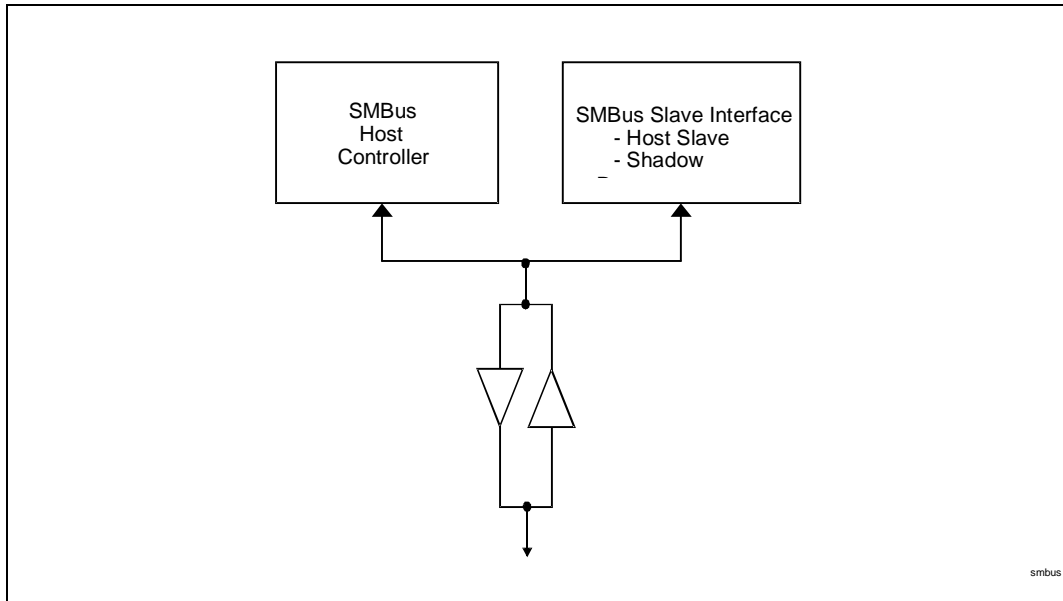 SMBus
Host
Controller
SMBus Slave Interface
- Host Slave
- Shadow
smbus